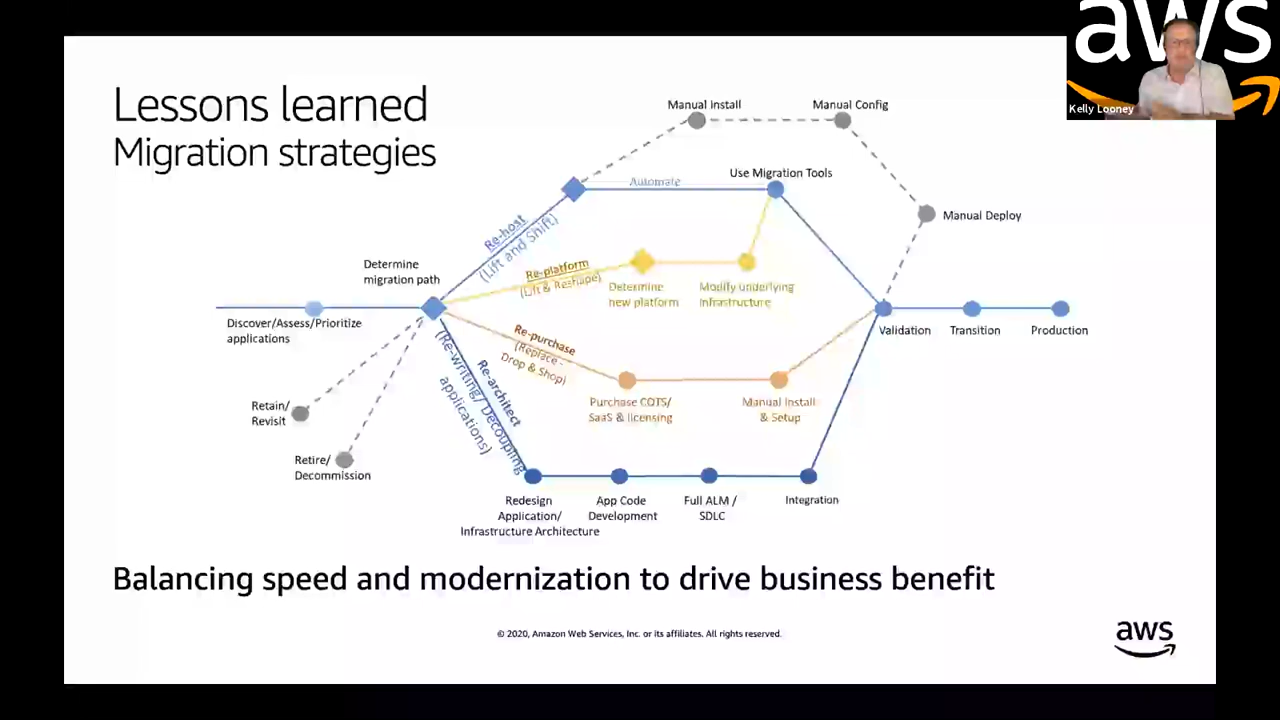 aws
Kelly Looney
Lessons learned
Migration strategies
Manual Install
Manual Config
Automate
Use Migration Tools
Manual Deploy
Re-host
(Lift and Shift)
Determine
migration path
Re-platform
(Lift & Reshape)
Determine
new platform
Modify underlying
infrastructure
Discover/Assess/Prioritize
applications
Validation
Transition
Production
Re-purchase
(Replace -
Drop & Shop)
Purchase COTS/
SaaS & licensing
Manual Install
& Setup
Re-architect
(Re-writing/ Decoupling
applications)
Retain/
Revisit
Retire/
Decommission
Redesign
Application/
Infrastructure Architecture
App Code
Development
Full ALM /
SDLC
Integration
Balancing speed and modernization to drive business benefit
© 2020, Amazon Web Services, Inc. or its affiliates. All rights reserved.
aws